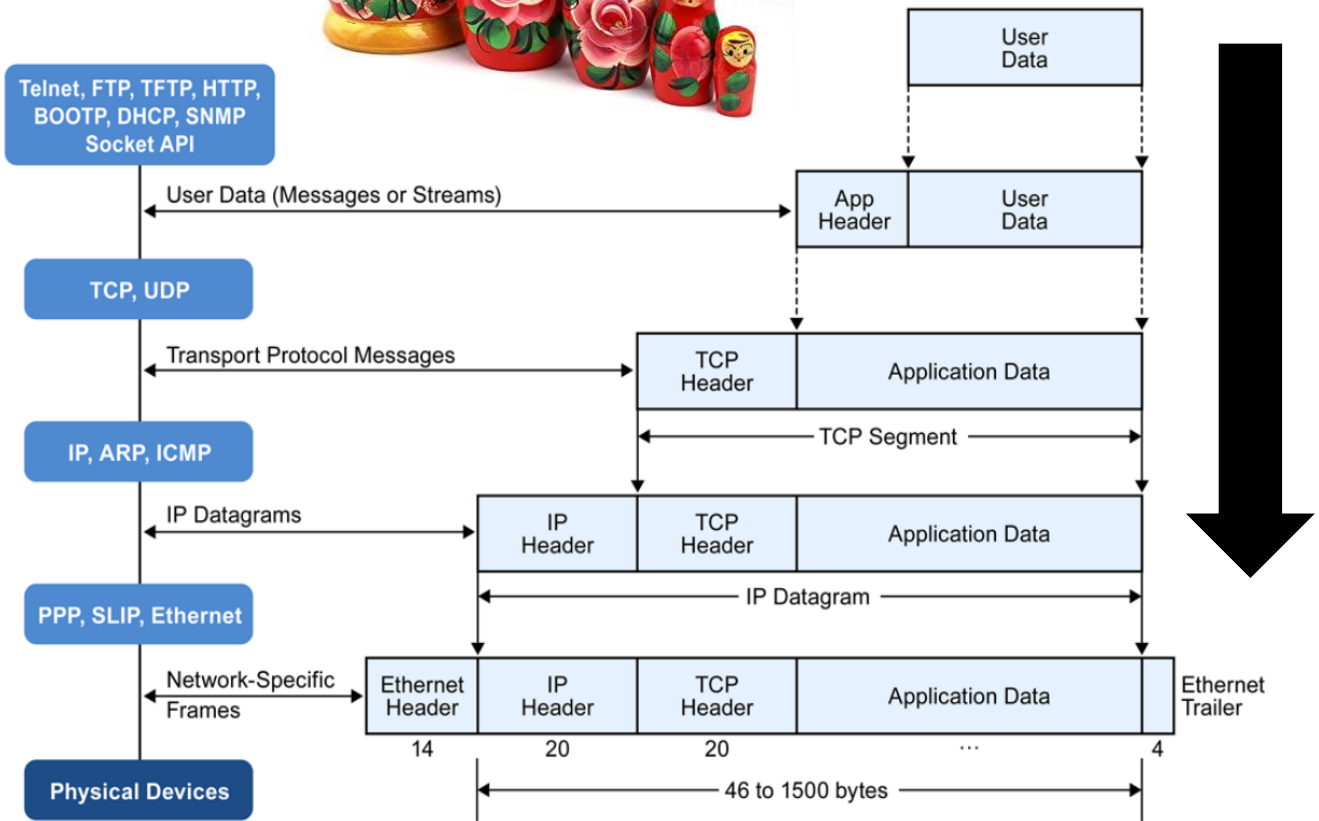 User
Data
Telnet, FTP, TFTP, HTTP,
BOOTP, DHCP, SNMP
Socket API
User Data (Messages or Streams)
App
Header
User
Data
TCP, UDP
Transport Protocol Messages
TCP
Header
Application Data
TCP Segment
IP, ARP, ICMP
IP Datagrams
IP
Header
TCP
Header
Application Data
IP Datagram
PPP, SLIP, Ethernet
Network-Specific
Frames
Ethernet
Header
IP
Header
TCP
Header
Application Data
Ethernet
Trailer
14
20
20
...
4
Physical Devices
46 to 1500 bytes